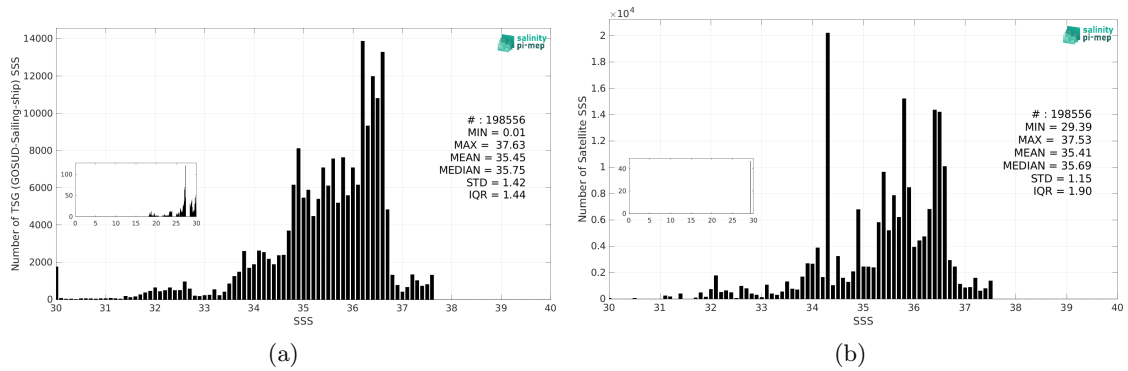 14000
12000
10000
8000
6000
4000
2000
0
30
31
32
33
34
35
36
37
38
39
40
Number of TSG (GOSUD-Sailing-ship) SSS
SSS
salinity
pi-mep
# : 198556
MIN = 0.01
MAX = 37.63
MEAN = 35.45
MEDIAN = 35.75
STD = 1.42
IQR = 1.44
100
50
0
0
5
10
15
20
25
30
(a)
×10⁴
2
1.8
1.6
1.4
1.2
1
0.8
0.6
0.4
0.2
0
30
31
32
33
34
35
36
37
38
39
40
Number of Satellite SSS
SSS
salinity
pi-mep
# : 198556
MIN = 29.39
MAX = 37.53
MEAN = 35.41
MEDIAN = 35.69
STD = 1.15
IQR = 1.90
40
20
0
0
5
10
15
20
25
30
(b)